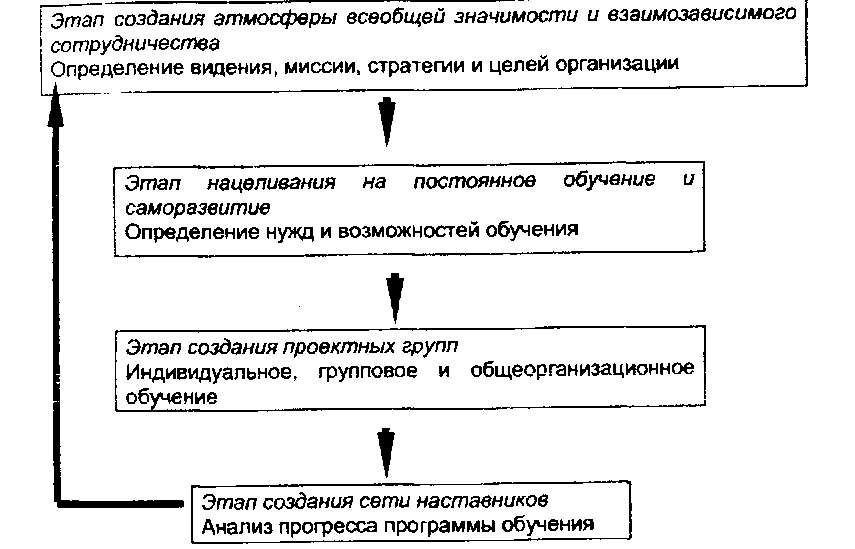 Этап создания атмосферы всеобщей значимости и взаимозависимого
сотрудничества
Определение видения, миссии, стратегии и целей организации
Этап нацеливания на постоянное обучение и
саморазвитие
Определение нужд и возможностей обучения
Этап создания проектных групп
Индивидуальное, групповое и общеорганизационное
обучение
Этап создания сети наставников
Анализ прогресса программы обучения